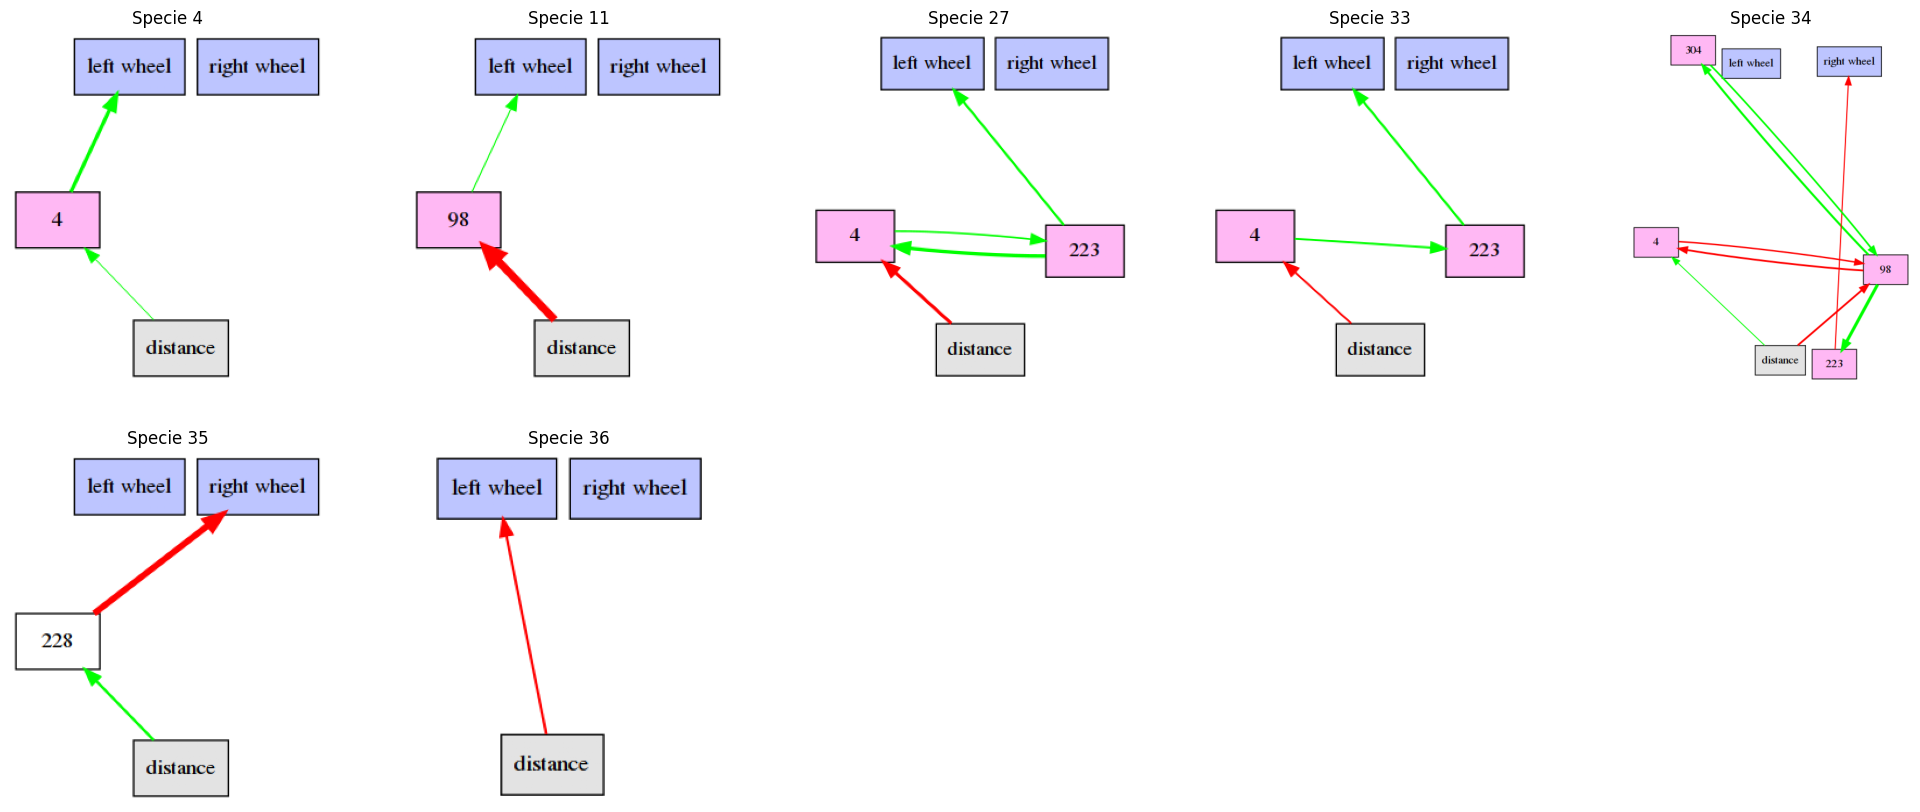 Specie 4
left wheel
right wheel
4
distance
Specie 11
left wheel
right wheel
98
distance
Specie 27
left wheel
right wheel
4
223
distance
Specie 33
left wheel
right wheel
4
223
distance
Specie 34
304
left wheel
right wheel
4
98
distance
223
Specie 35
left wheel
right wheel
228
distance
Specie 36
left wheel
right wheel
distance